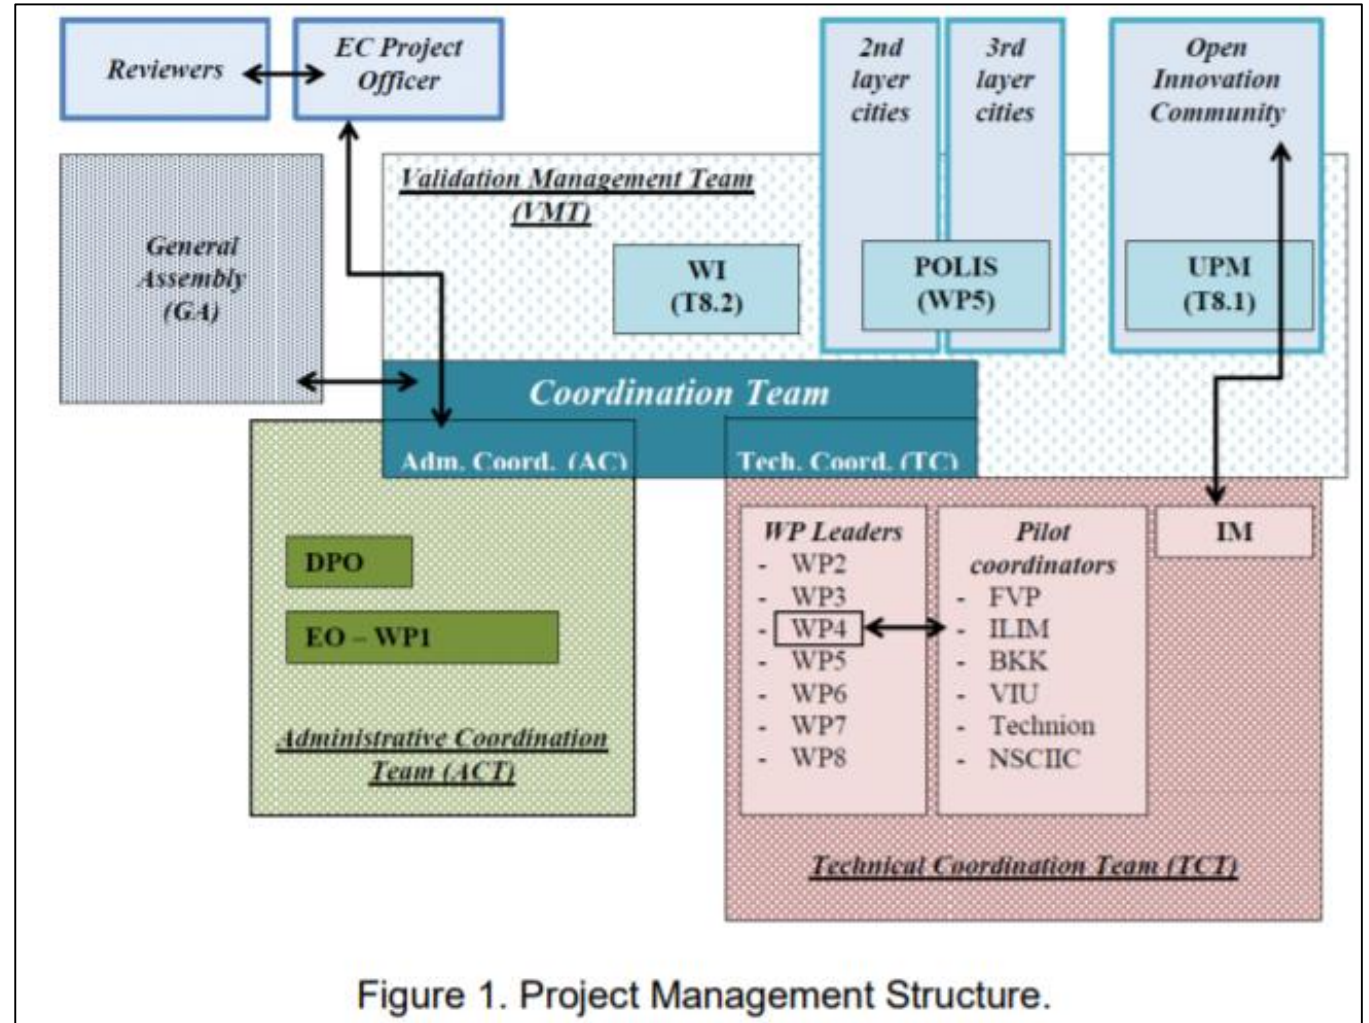 Reviewers
EC Project
Officer
2nd
layer
cities
3rd
layer
cities
Open
Innovation
Community
General
Assembly
(GA)
Validation Management Team
(VMT)
WI
(T8.2)
POLIS
(WP5)
UPM
(T8.1)
Coordination Team
Adm. Coord. (AC)
Tech. Coord. (TC)
DPO
EO – WP1
Administrative Coordination
Team (ACT)
WP Leaders
- WP2
- WP3
- WP4
- WP5
- WP6
- WP7
- WP8
Pilot
coordinators
- FVP
- ILIM
- BKK
- VIU
- Technion
- NSCIIC
IM
Technical Coordination Team (TCT)
Figure 1. Project Management Structure.